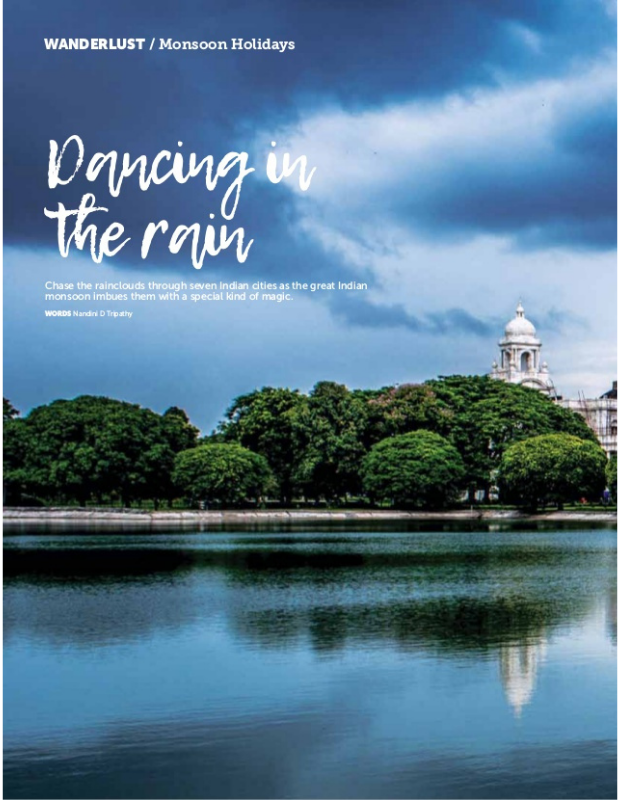 WANDERLUST / Monsoon Holidays
Dancing in
the rain
Chase the rainclouds through seven Indian cities as the great Indian
monsoon imbues them with a special kind of magic.
WORDS Nandini D Tripathy